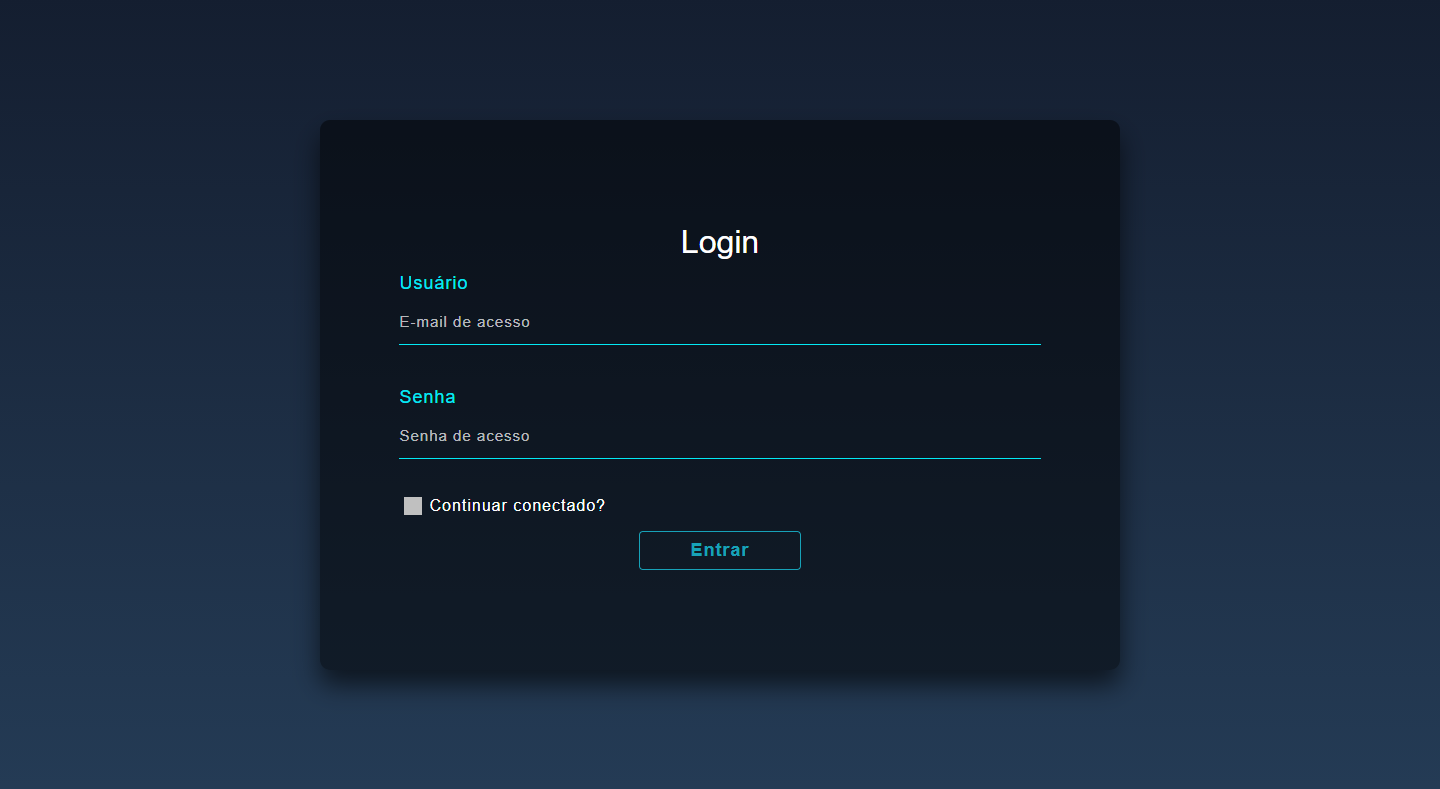 Login
Usuário
E-mail de acesso
Senha
Senha de acesso
Continuar conectado?
Entrar